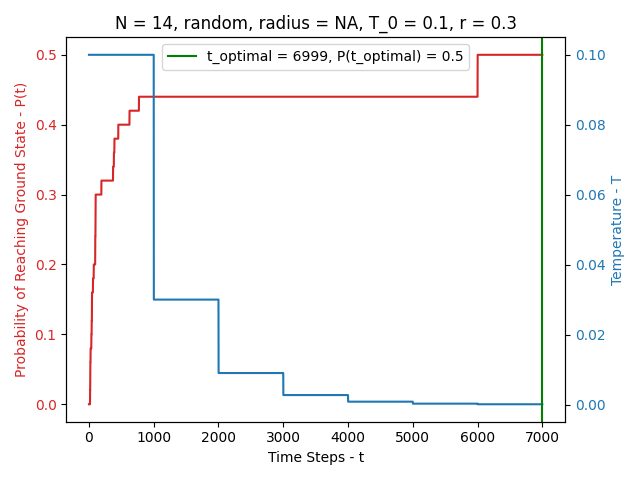 N = 14, random, radius = NA, T_0 = 0.1, r = 0.3
t_optimal = 6999, P(t_optimal) = 0.5
Probability of Reaching Ground State - P(t)
0.5
0.4
0.3
0.2
0.1
0.0
0.10
0.08
0.06
0.04
0.02
0.00
Temperature - T
0 1000 2000 3000 4000 5000 6000 7000
Time Steps - t